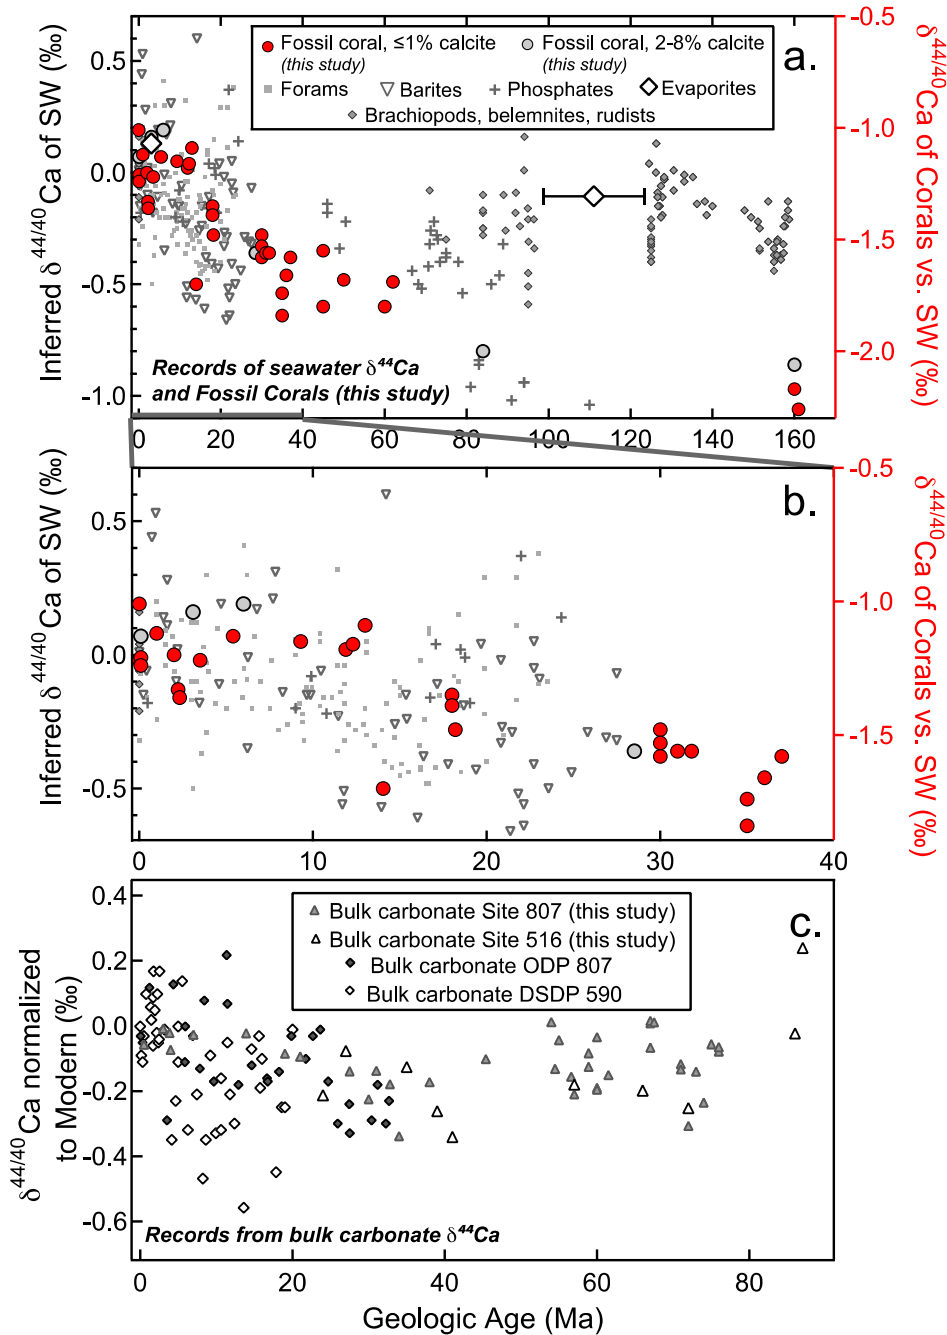 Fossil coral, ≤1% calcite
(this study)
Fossil coral, 2-8% calcite
(this study)
Forams
Barites
Phosphates
Evaporites
Brachiopods, belemnites, rudists
a.
Inferred δ44/40 Ca of SW (‰)
0.5
0.0
-0.5
-1.0
δ44/40Ca of Corals vs. SW (‰)
-0.5
-1.0
-1.5
-2.0
Records of seawater δ44Ca
and Fossil Corals (this study)
0 20 40 60 80 100 120 140 160
b.
Inferred δ44/40 Ca of SW (‰)
0.5
0.0
-0.5
δ44/40Ca of Corals vs. SW (‰)
-0.5
-1.0
-1.5
0 10 20 30 40
c.
Bulk carbonate Site 807 (this study)
Bulk carbonate Site 516 (this study)
Bulk carbonate ODP 807
Bulk carbonate DSDP 590
δ44/40Ca normalized
to Modern (‰)
0.4
0.2
0.0
-0.2
-0.4
-0.6
Records from bulk carbonate δ44Ca
0 20 40 60 80
Geologic Age (Ma)